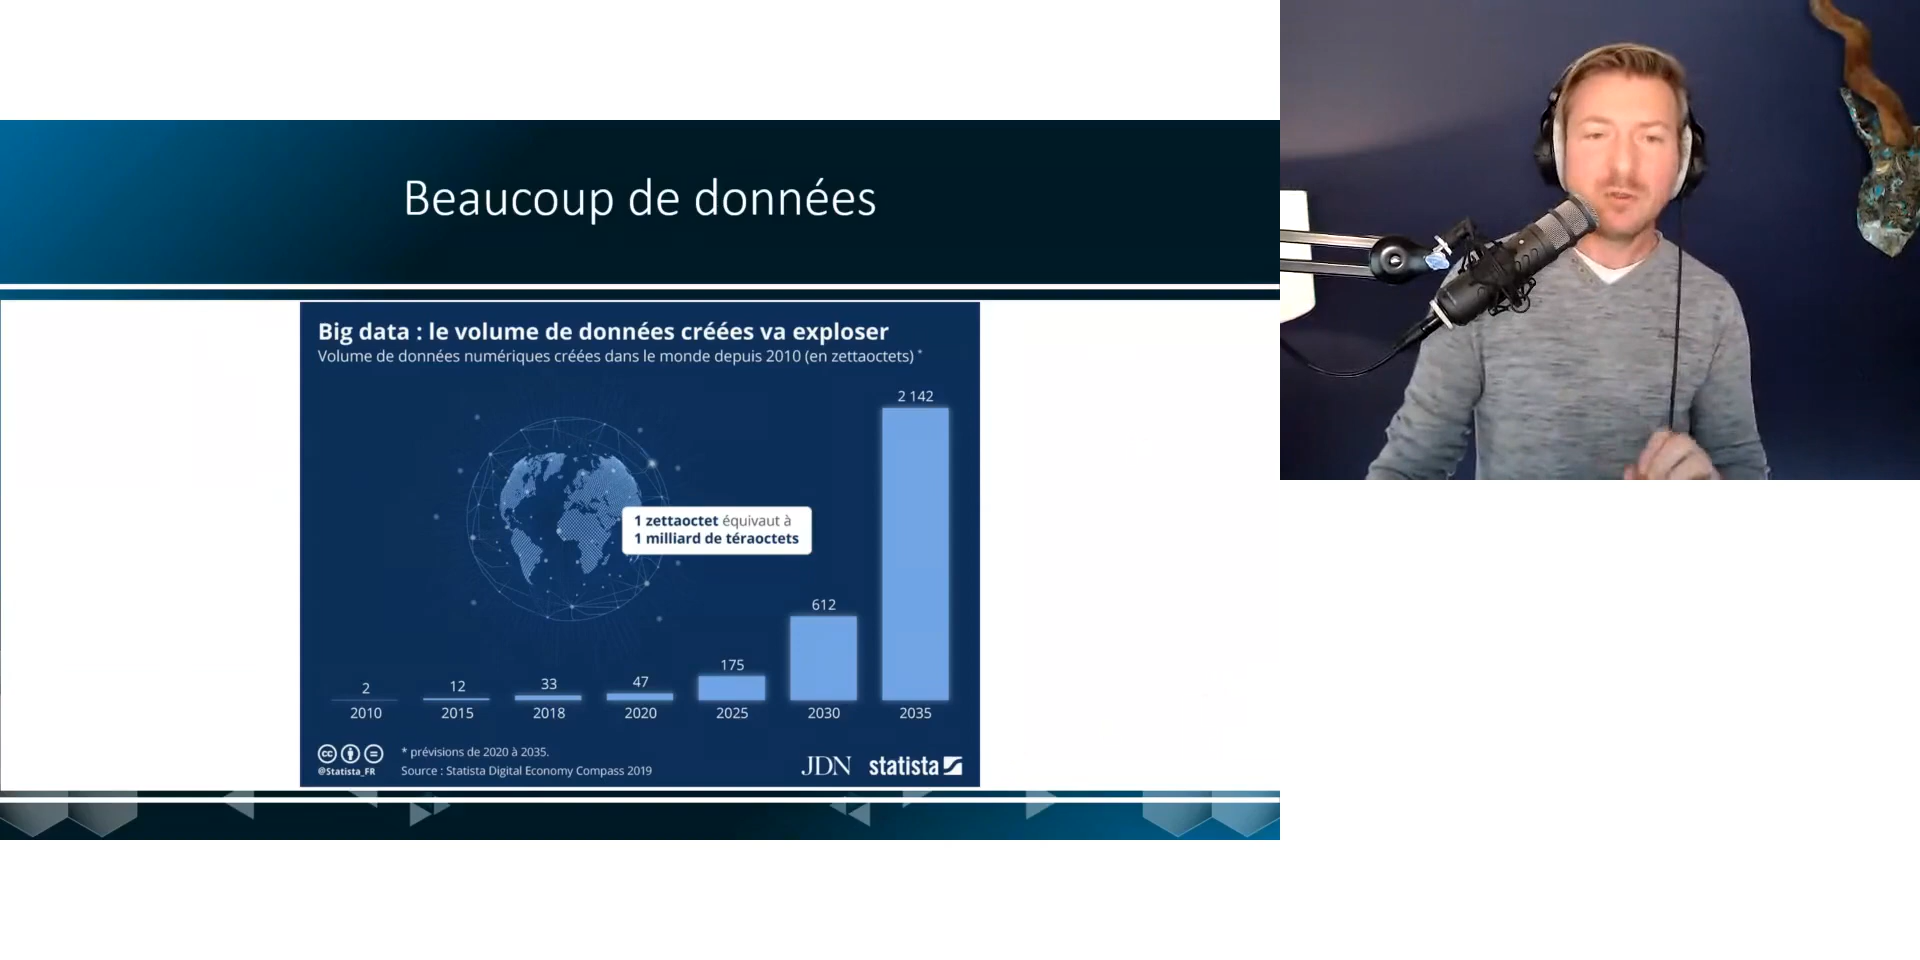 Beaucoup de données
Big data : le volume de données créées va exploser
Volume de données numériques créées dans le monde depuis 2010 (en zettaoctets) *
2 142
1 zettaoctet équivaut à
1 milliard de téraoctets
612
175
2
12
33
47
2010
2015
2018
2020
2025
2030
2035
* prévisions de 2020 à 2035.
@Statista_FR
Source : Statista Digital Economy Compass 2019
JDN
statista